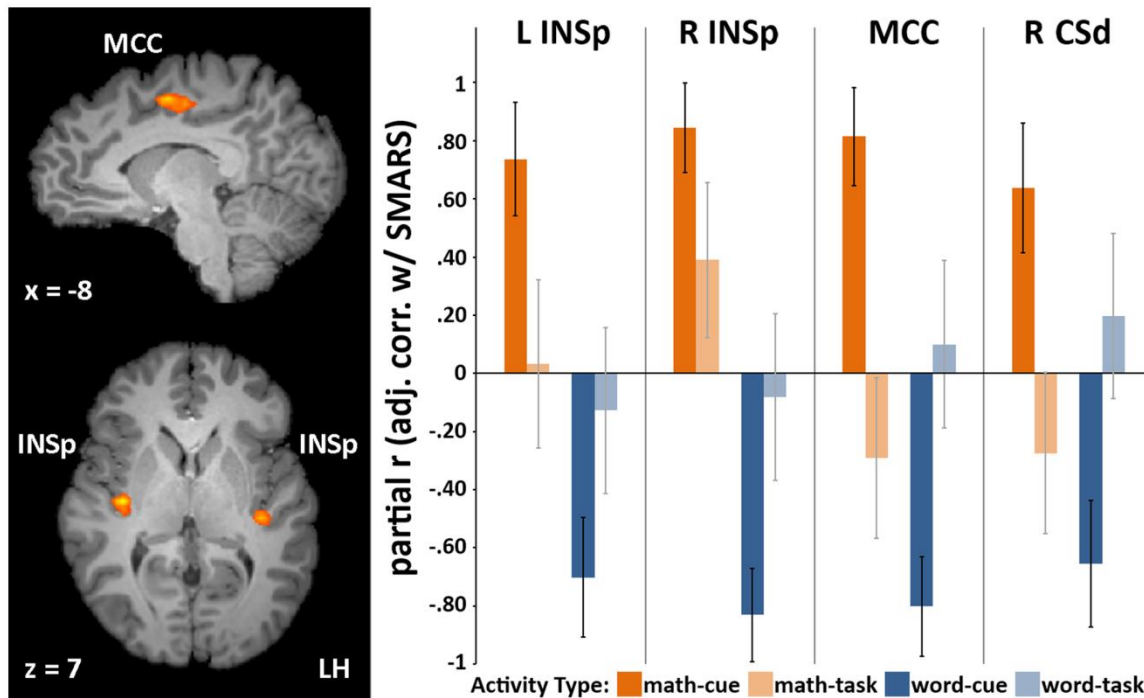 MCC
x = -8
INSp INSp
z = 7 LH
L INSp R INSp MCC R CSd
partial r (adj. corr. w/ SMARS)
1
.80
.60
.40
.20
0
-.20
-.40
-.60
-.80
-1
Activity Type: math-cue math-task word-cue word-task